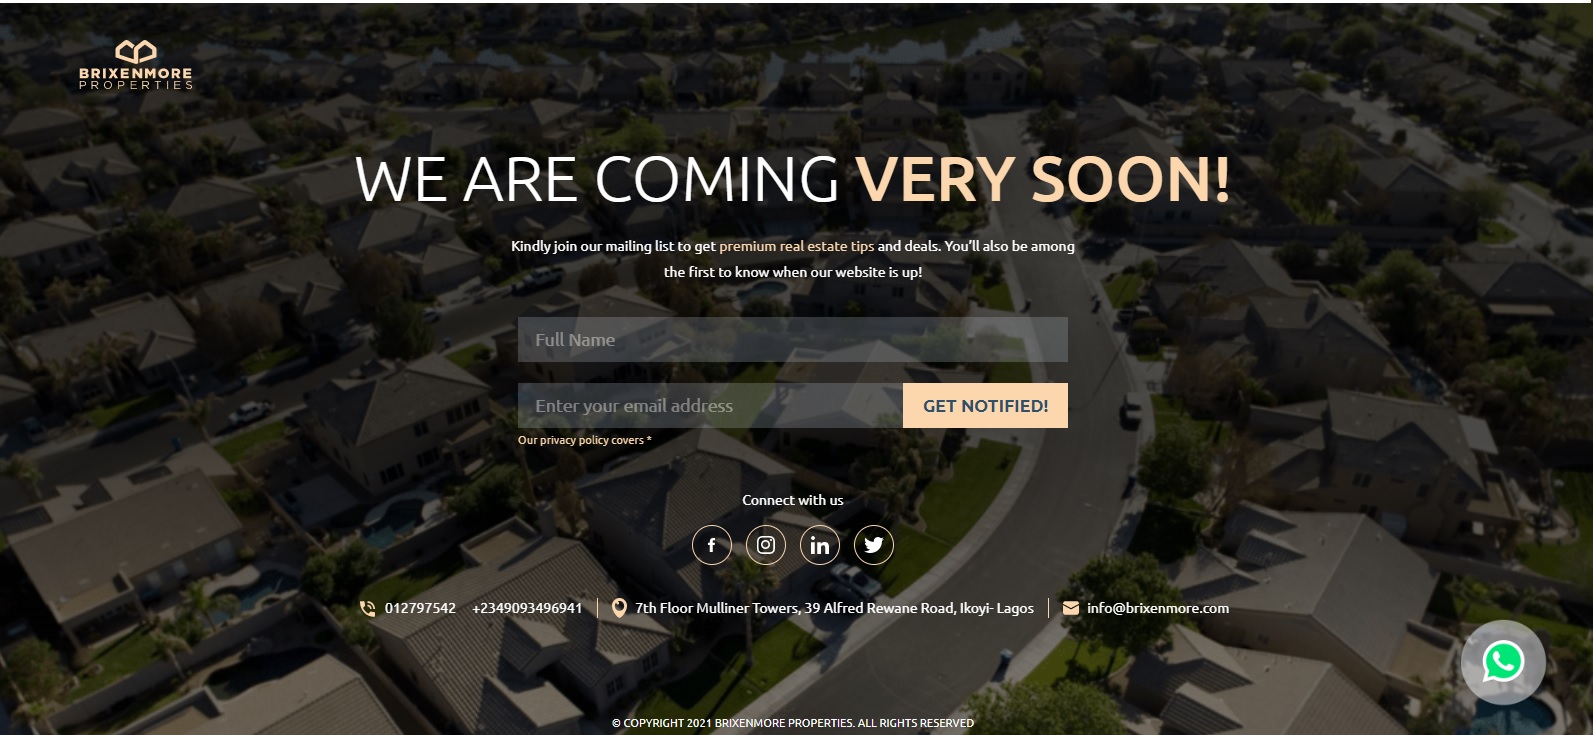 BRIXENMORE
PROPERTIES
WE ARE COMING VERY SOON!
Kindly join our mailing list to get premium real estate tips and deals. You’ll also be among
the first to know when our website is up!
Full Name
Enter your email address
GET NOTIFIED!
Our privacy policy covers *
Connect with us
012797542 +2349093496941 7th Floor Mulliner Towers, 39 Alfred Rewane Road, Ikoyi- Lagos info@brixenmore.com
© COPYRIGHT 2021 BRIXENMORE PROPERTIES. ALL RIGHTS RESERVED